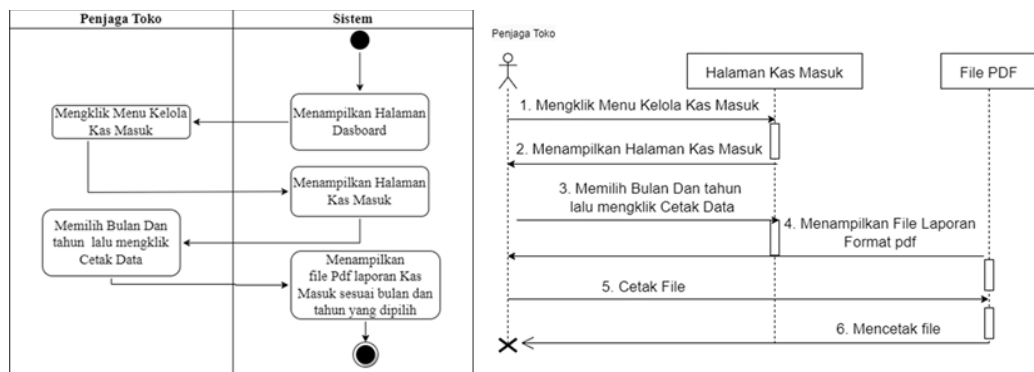 Penjaga Toko
Sistem
Menampilkan Halaman
Dasboard
Mengklik Menu Kelola
Kas Masuk
Menampilkan Halaman
Kas Masuk
Memilih Bulan Dan
tahun lalu mengklik
Cetak Data
Menampilkan
file Pdf laporan Kas
Masuk sesuai bulan dan
tahun yang dipilih
Penjaga Toko
Halaman Kas Masuk
File PDF
1. Mengklik Menu Kelola Kas Masuk
2. Menampilkan Halaman Kas Masuk
3. Memilih Bulan Dan tahun
lalu mengklik Cetak Data
4. Menampilkan File Laporan
Format pdf
5. Cetak File
6. Mencetak file